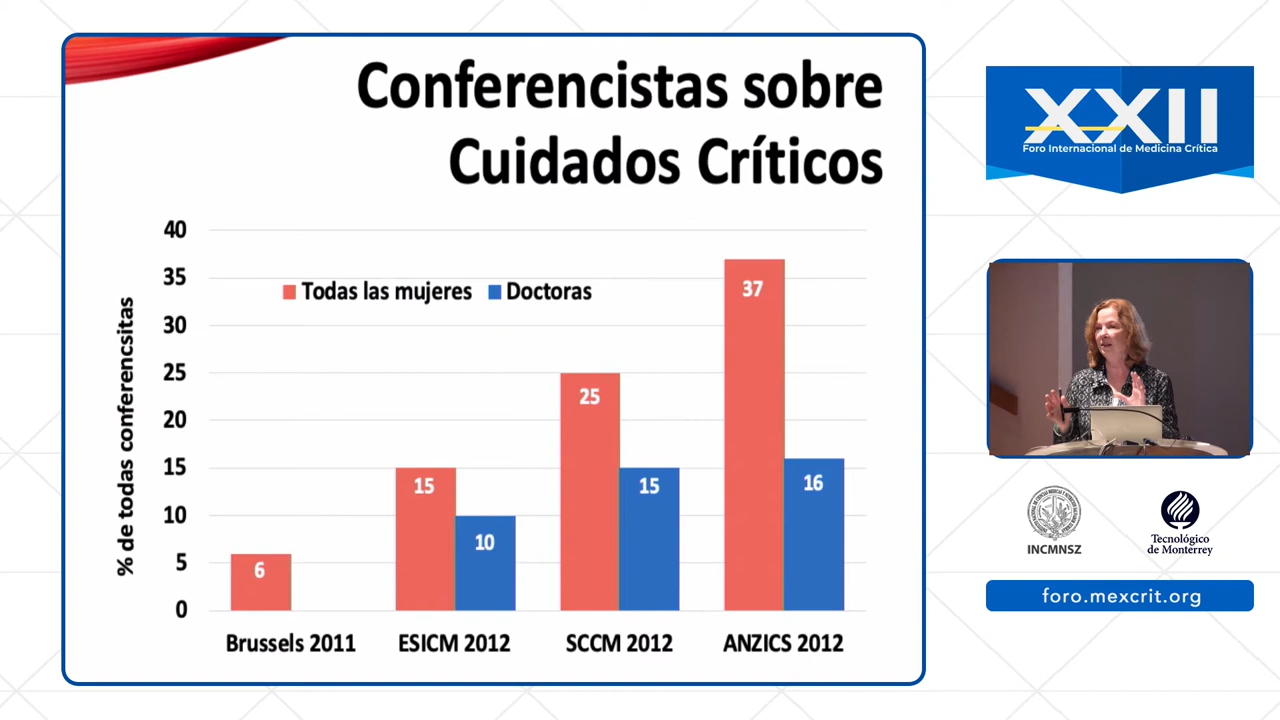 Conferencistas sobre
Cuidados Críticos
40
35
30
25
20
15
10
5
0
% de todas conferencsitas
Todas las mujeres
Doctoras
6
15
10
25
15
37
16
Brussels 2011
ESICM 2012
SCCM 2012
ANZICS 2012
XXII
Foro Internacional de Medicina Crítica
INCMNSZ
Tecnológico
de Monterrey
foro.mexcrit.org